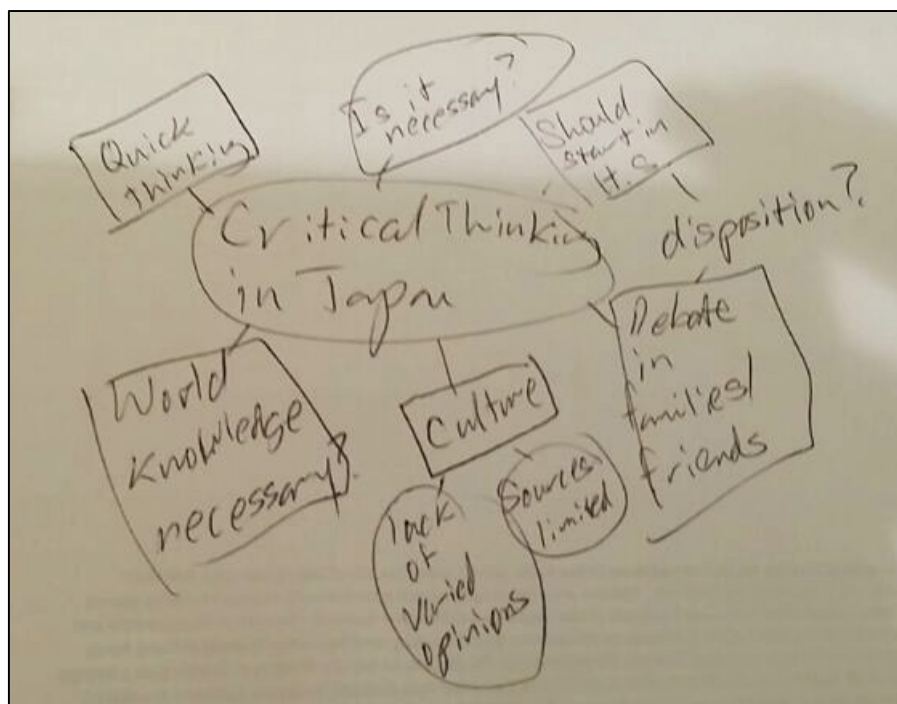 Is it
necessary?
Quick
Thinking
Should
start in
H.S.
disposition?
Critical Thinking
in Japan
Debate
in
families/
friends
World
Knowledge
necessary?
Culture
Sources
limited
lack
of
varied
opinions